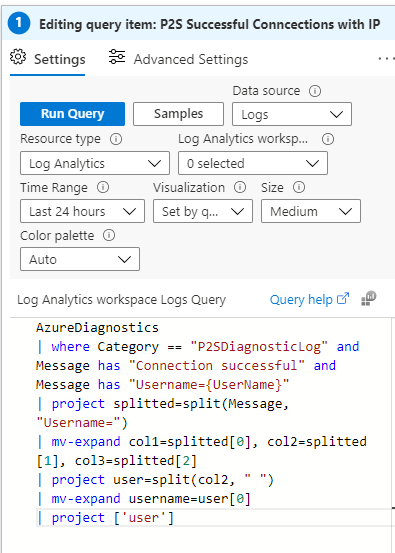 1 Editing query item: P2S Successful Conncections with IP
Settings Advanced Settings ...
Data source
Run Query Samples Logs
Resource type Log Analytics worksp...
Log Analytics 0 selected
Time Range Visualization Size
Last 24 hours Set by q... Medium
Color palette
Auto
Log Analytics workspace Logs Query Query help
AzureDiagnostics
| where Category == "P2SDiagnosticLog" and
Message has "Connection successful" and
Message has "Username={UserName}"
| project splitted=split(Message,
"Username=")
| mv-expand col1=splitted[0], col2=splitted
[1], col3=splitted[2]
| project user=split(col2, " ")
| mv-expand username=user[0]
| project ['user']